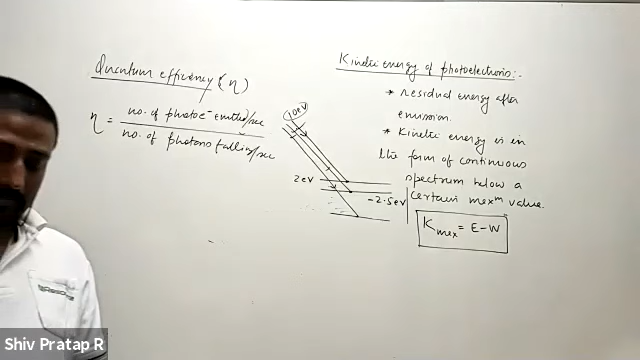 Quantum efficiency (η)
η = no. of photo e⁻ emitted/sec
no. of photons falling/sec
10eV
2eV
-2.5eV
Kinetic energy of photoelectrons:-
* residual energy after
emission.
* Kinetic energy is in
the form of continuous
spectrum below a
certain maxᵐ value.
Kmax = E-W
Shiv Pratap R